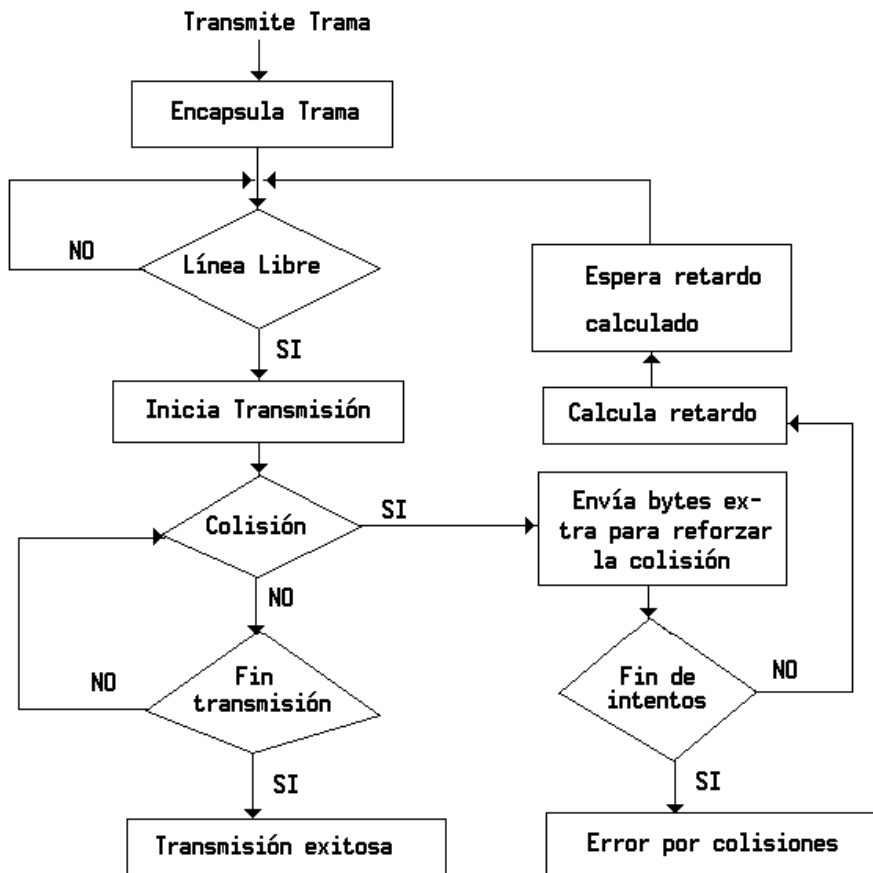 Transmite Trama
Encapsula Trama
NO
Línea Libre
SI
Espera retardo
calculado
Inicia Transmisión
Calcula retardo
Colisión
SI
Envía bytes ex-
tra para reforzar
la colisión
NO
NO
Fin
transmisión
Fin de
intentos
NO
SI
SI
Transmisión exitosa
Error por colisiones